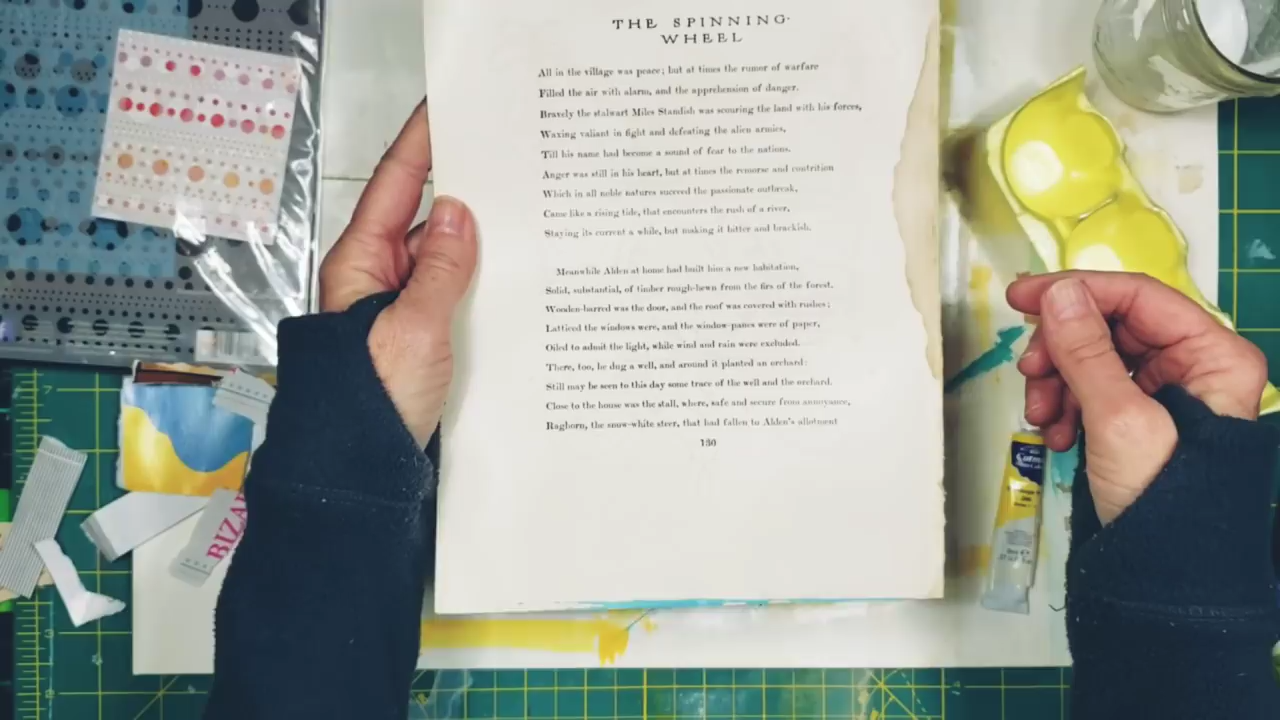 THE SPINNING-
WHEEL
All in the village was peace; but at times the rumor of warfare
Filled the air with alarm, and the apprehension of danger.
Bravely the stalwart Miles Standish was scouring the land with his forces,
Waxing valiant in fight and defeating the alien armies,
Till his name had become a sound of fear to the nations.
Anger was still in his heart, but at times the remorse and contrition
Which in all noble natures succeed the passionate outbreak,
Came like a rising tide, that encounters the rush of a river,
Staying its current a while, but making it bitter and brackish.
Meanwhile Alden at home had built him a new habitation,
Solid, substantial, of timber rough-hewn from the firs of the forest.
Wooden-barred was the door, and the roof was covered with rushes;
Latticed the windows were, and the window-panes were of paper,
Oiled to admit the light, while wind and rain were excluded.
There, too, he dug a well, and around it planted an orchard:
Still may be seen to this day some trace of the well and the orchard.
Close to the house was the stall, where, safe and secure from annoyance,
Raghorn, the snow-white steer, that had fallen to Alden's allotment
130
BIZA